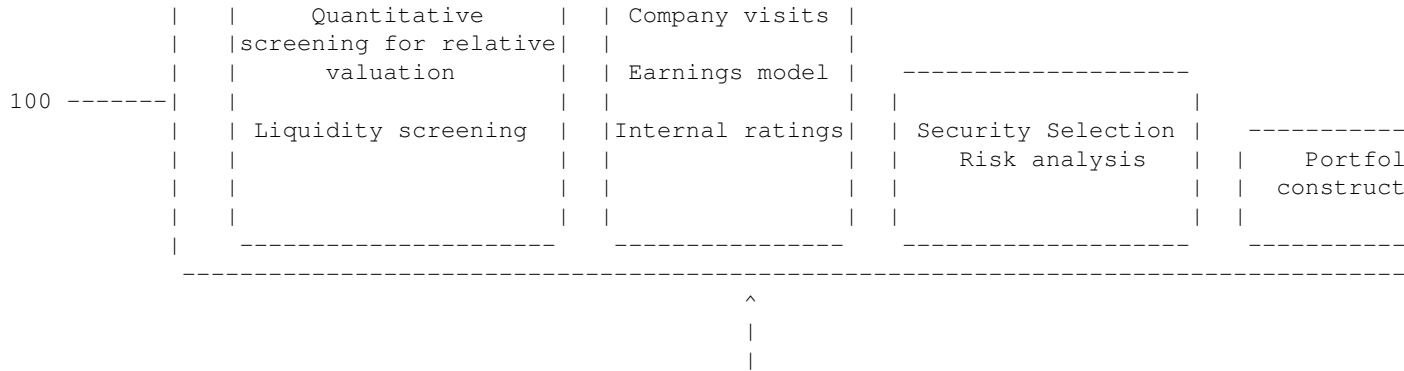 Quantitative Company visits
screening for relative
valuation Earnings model
100
Liquidity screening Internal ratings Security Selection
Risk analysis Portfol
construct